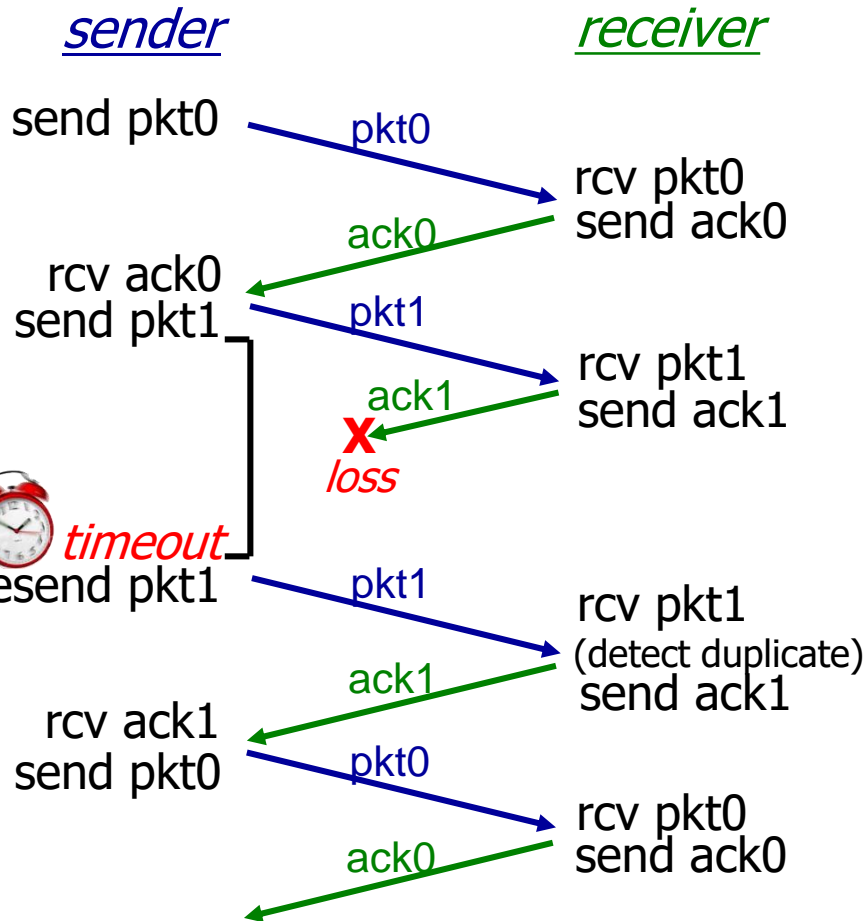 sender
receiver
send pkt0
pkt0
rcv pkt0
send ack0
ack0
rcv ack0
send pkt1
pkt1
rcv pkt1
send ack1
ack1
X
loss
timeout
esend pkt1
pkt1
rcv pkt1
(detect duplicate)
send ack1
ack1
rcv ack1
send pkt0
pkt0
rcv pkt0
send ack0
ack0